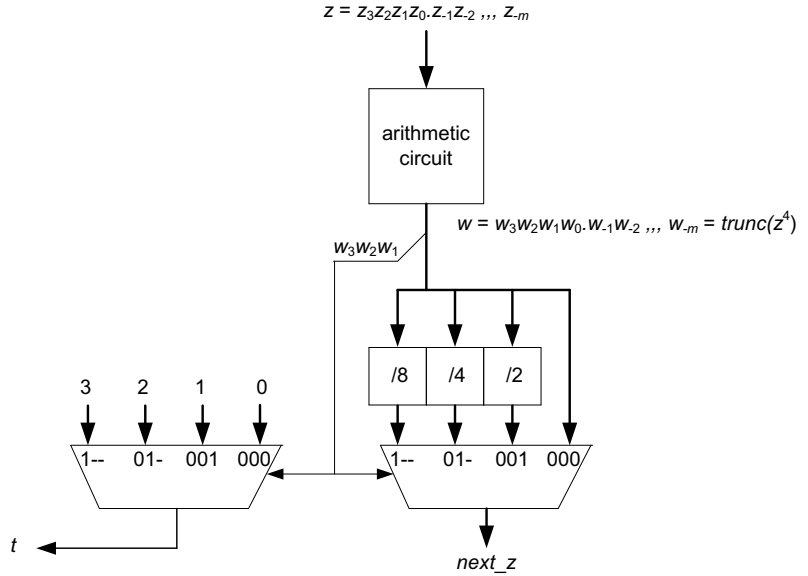 z = z₃z₂z₁z₀.z₋₁z₋₂ ,,, z₋ₘ
arithmetic
circuit
w = w₃w₂w₁w₀.w₋₁w₋₂ ,,, w₋ₘ = trunc(z⁴)
w₃w₂w₁
/8 /4 /2
3 2 1 0
1-- 01- 001 000
1-- 01- 001 000
t
next_z